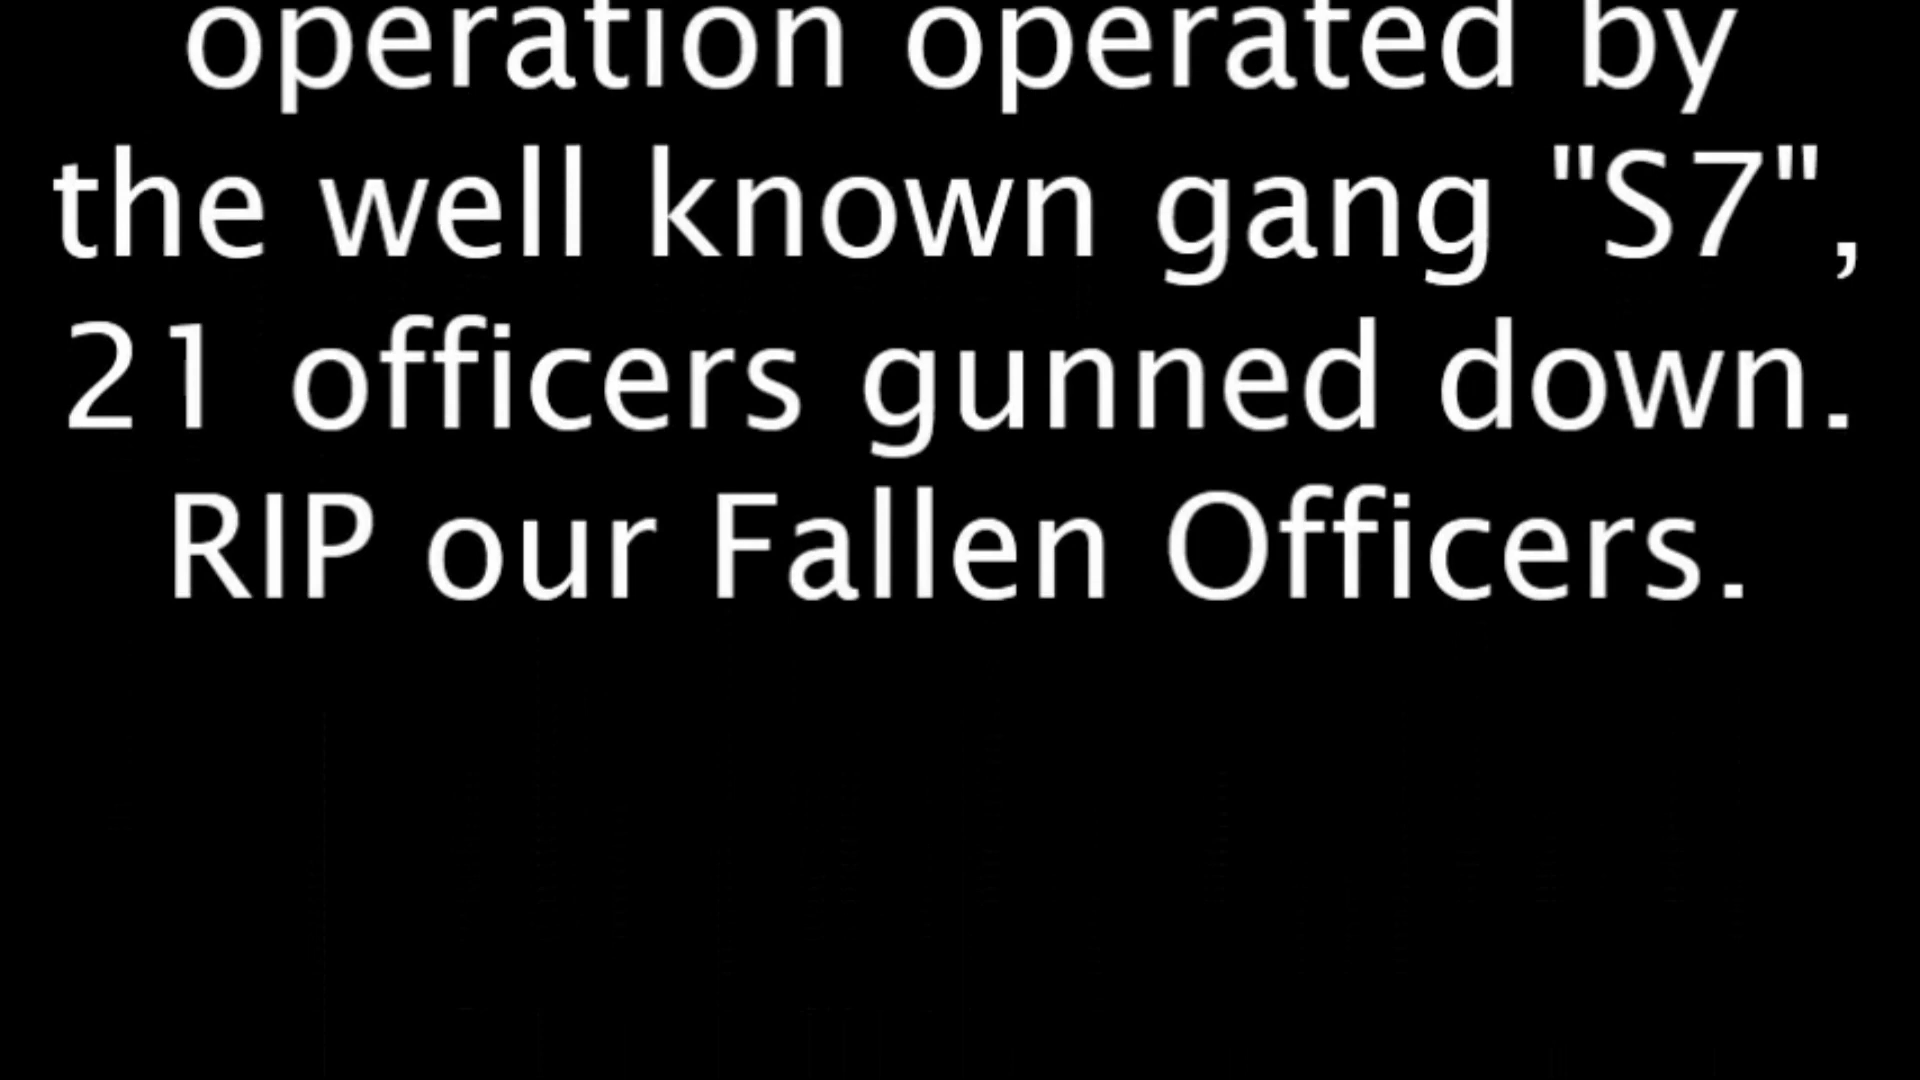 operation operated by
the well known gang "S7",
21 officers gunned down.
RIP our Fallen Officers.